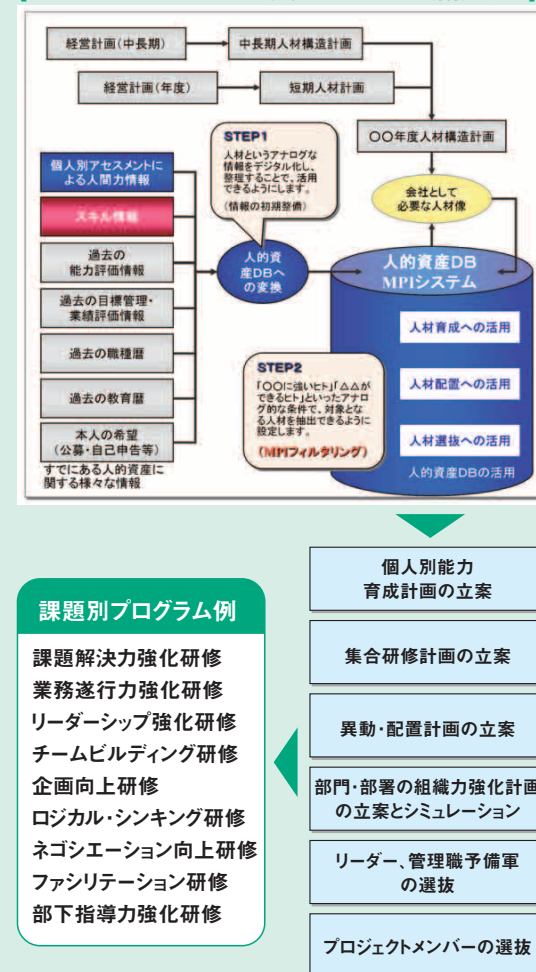 経営計画(中長期)
中長期人材構造計画
経営計画(年度)
短期人材計画
〇〇年度人材構造計画
STEP1
人材というアナログな
情報をデジタル化し、
整理することで、活用
できるようにします。
(情報の初期整備)
会社として
必要な人材像
個人別アセスメントに
よる人間力情報
スキル情報
過去の
能力評価情報
過去の目標管理・
業績評価情報
過去の職種暦
過去の教育暦
本人の希望
(公募・自己申告等)
すでにある人的資産に
関する様々な情報
人的資
産DBへ
の変換
人的資産DB
MPIシステム
人材育成への活用
人材配置への活用
人材選抜への活用
人的資産DBの活用
STEP2
「〇〇に強いヒト」「△△が
できるヒト」といったアナロ
グ的な条件で、対象とな
る人材を抽出できるように
設定します。
(MPIフィルタリング)
個人別能力
育成計画の立案
集合研修計画の立案
異動・配置計画の立案
部門・部署の組織力強化計画
の立案とシミュレーション
リーダー、管理職予備軍
の選抜
プロジェクトメンバーの選抜
課題別プログラム例
課題解決力強化研修
業務遂行力強化研修
リーダーシップ強化研修
チームビルディング研修
企画向上研修
ロジカル・シンキング研修
ネゴシエーション向上研修
ファシリテーション研修
部下指導力強化研修